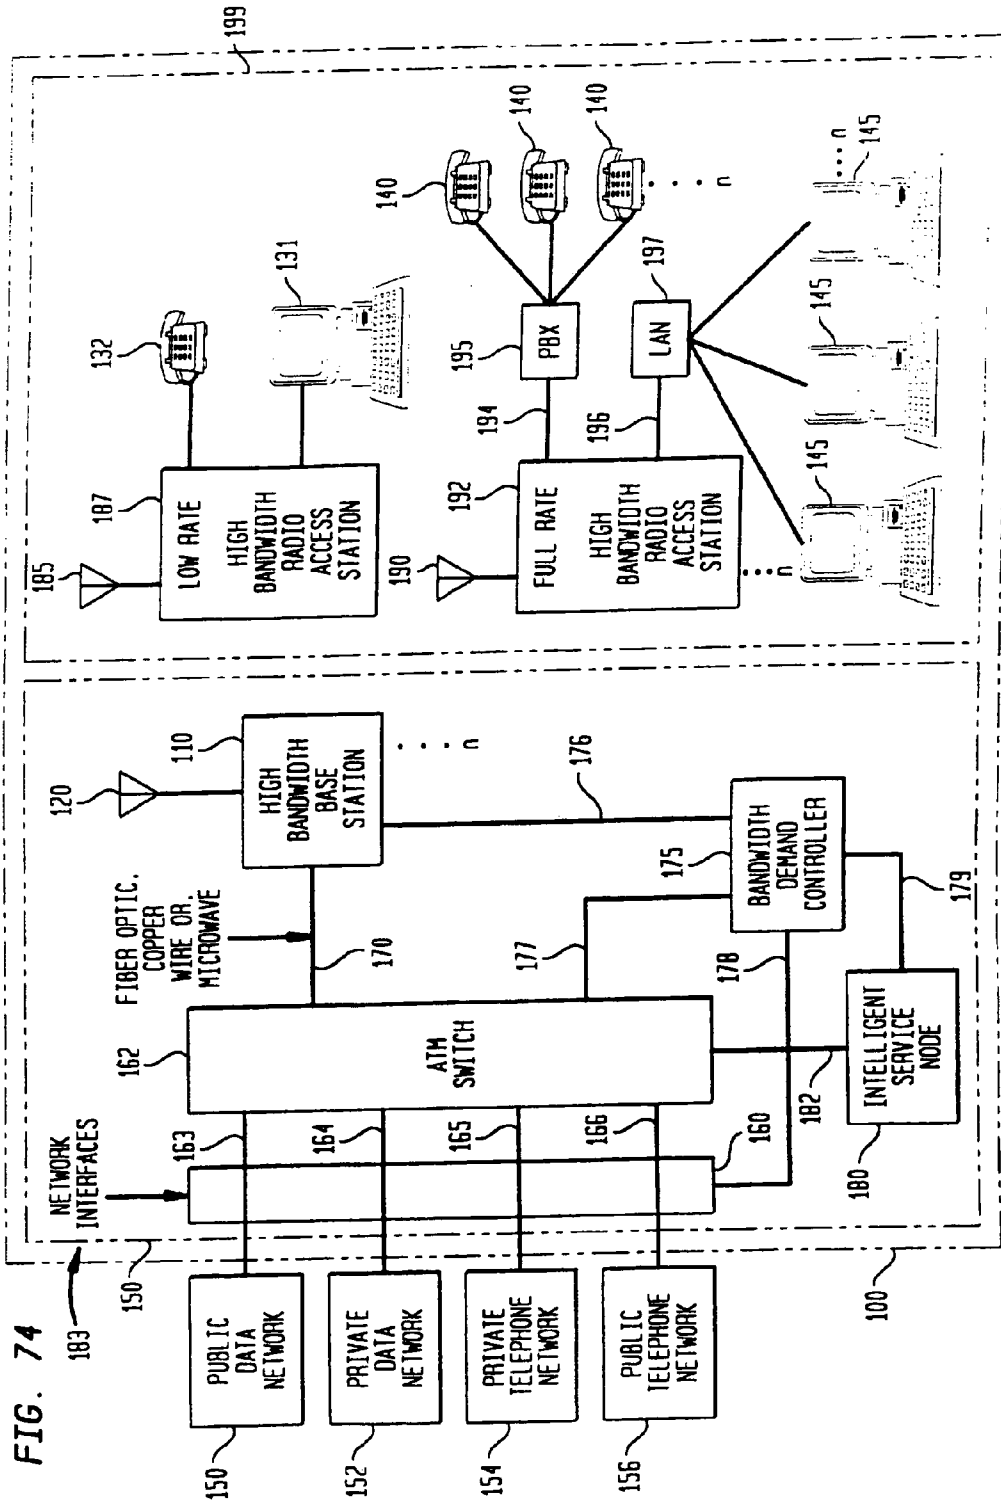 FIG. 74
183
NETWORK
INTERFACES
150
PUBLIC
DATA
NETWORK
150
PRIVATE
DATA
NETWORK
152
PRIVATE
TELEPHONE
NETWORK
154
PUBLIC
TELEPHONE
NETWORK
156
100
163
164
165
166
160
162
ATM
SWITCH
FIBER OPTIC,
COPPER
WIRE OR,
MICROWAVE
170
120
110
HIGH
BANDWIDTH
BASE
STATION
....n
176
177
175
BANDWIDTH
DEMAND
CONTROLLER
178
179
182
INTELLIGENT
SERVICE
NODE
180
199
185
187
LOW RATE
HIGH
BANDWIDTH
RADIO
ACCESS
STATION
132
131
190
192
FULL RATE
HIGH
BANDWIDTH
RADIO
ACCESS
STATION
....n
194
195
PBX
140
140
140
....n
196
197
LAN
145
145
145
....n